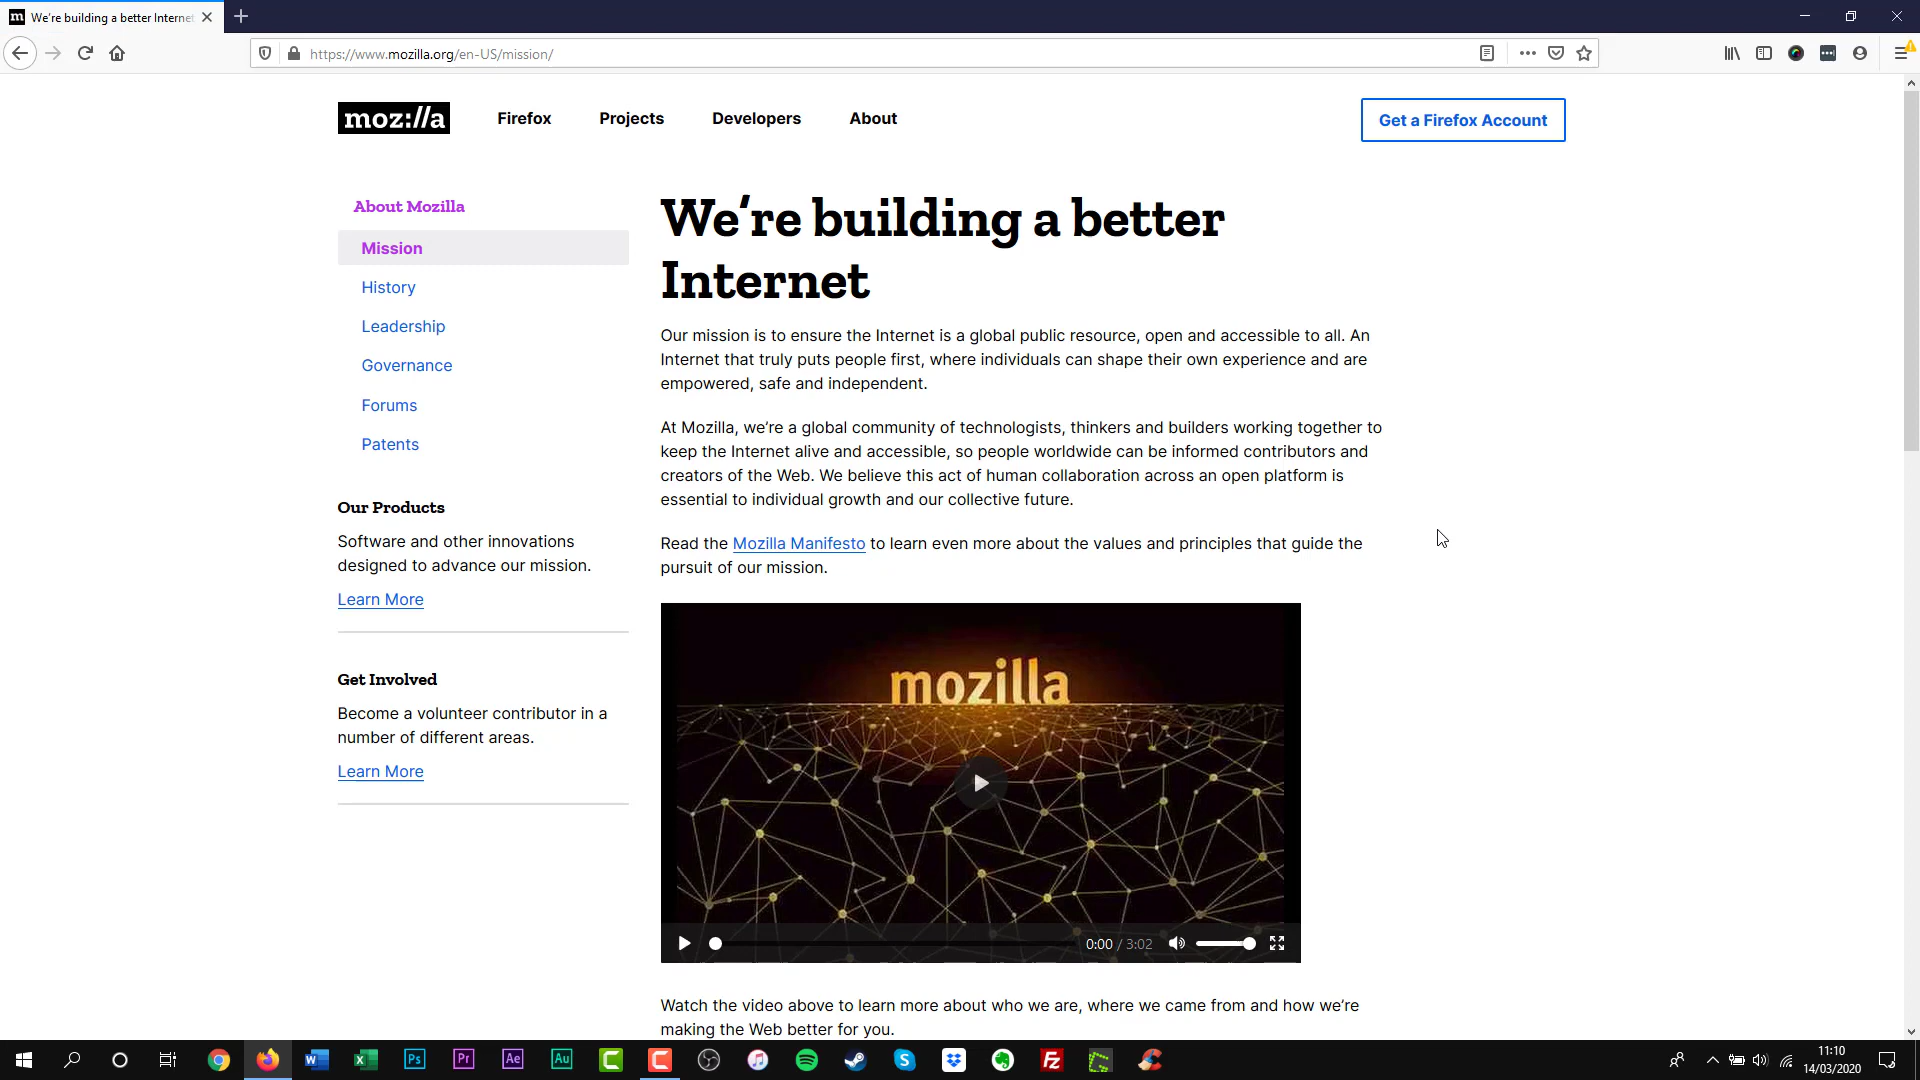 We're building a better Internet
https://www.mozilla.org/en-US/mission/
moz://a
Firefox
Projects
Developers
About
Get a Firefox Account
About Mozilla
Mission
History
Leadership
Governance
Forums
Patents
Our Products
Software and other innovations
designed to advance our mission.
Learn More
Get Involved
Become a volunteer contributor in a
number of different areas.
Learn More
We’re building a better
Internet
Our mission is to ensure the Internet is a global public resource, open and accessible to all. An
Internet that truly puts people first, where individuals can shape their own experience and are
empowered, safe and independent.
At Mozilla, we’re a global community of technologists, thinkers and builders working together to
keep the Internet alive and accessible, so people worldwide can be informed contributors and
creators of the Web. We believe this act of human collaboration across an open platform is
essential to individual growth and our collective future.
Read the Mozilla Manifesto to learn even more about the values and principles that guide the
pursuit of our mission.
mozilla
0:00 / 3:02
Watch the video above to learn more about who we are, where we came from and how we’re
making the Web better for you.
Ps
Pr
Ae
Au
11:10
14/03/2020